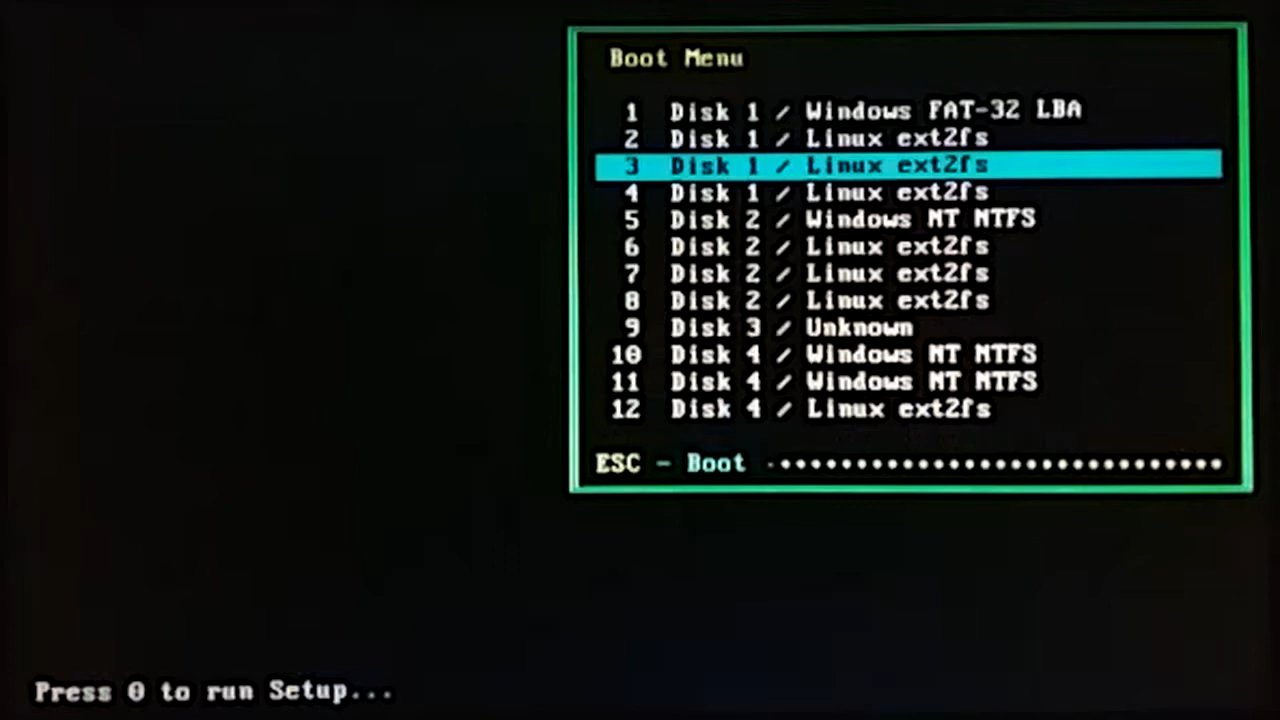 Boot Menu
1 Disk 1 / Windows FAT-32 LBA
2 Disk 1 / Linux ext2fs
3 Disk 1 / Linux ext2fs
4 Disk 1 / Linux ext2fs
5 Disk 2 / Windows NT NTFS
6 Disk 2 / Linux ext2fs
7 Disk 2 / Linux ext2fs
8 Disk 2 / Linux ext2fs
9 Disk 3 / Unknown
10 Disk 4 / Windows NT NTFS
11 Disk 4 / Windows NT NTFS
12 Disk 4 / Linux ext2fs
ESC - Boot ·•••••••••••••••••••••••••••••
Press 0 to run Setup...